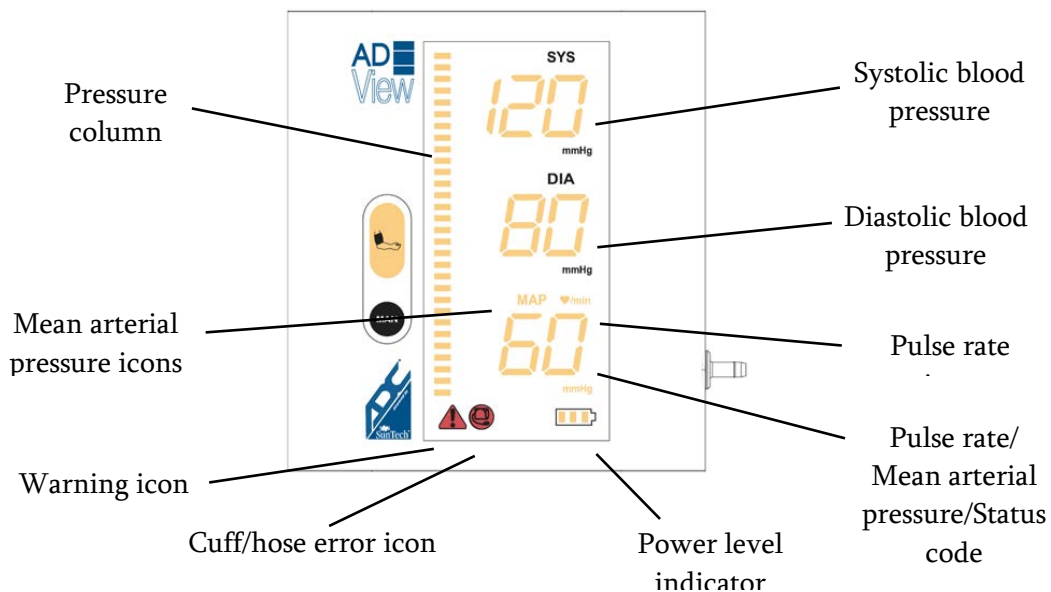 AD
View
SYS
120
mmHg
DIA
80
mmHg
MAP ♥/min
60
mmHg
MAN
ADC
SunTech
Pressure
column
Mean arterial
pressure icons
Warning icon
Cuff/hose error icon
Power level
indicator
Systolic blood
pressure
Diastolic blood
pressure
Pulse rate
Pulse rate/
Mean arterial
pressure/Status
code